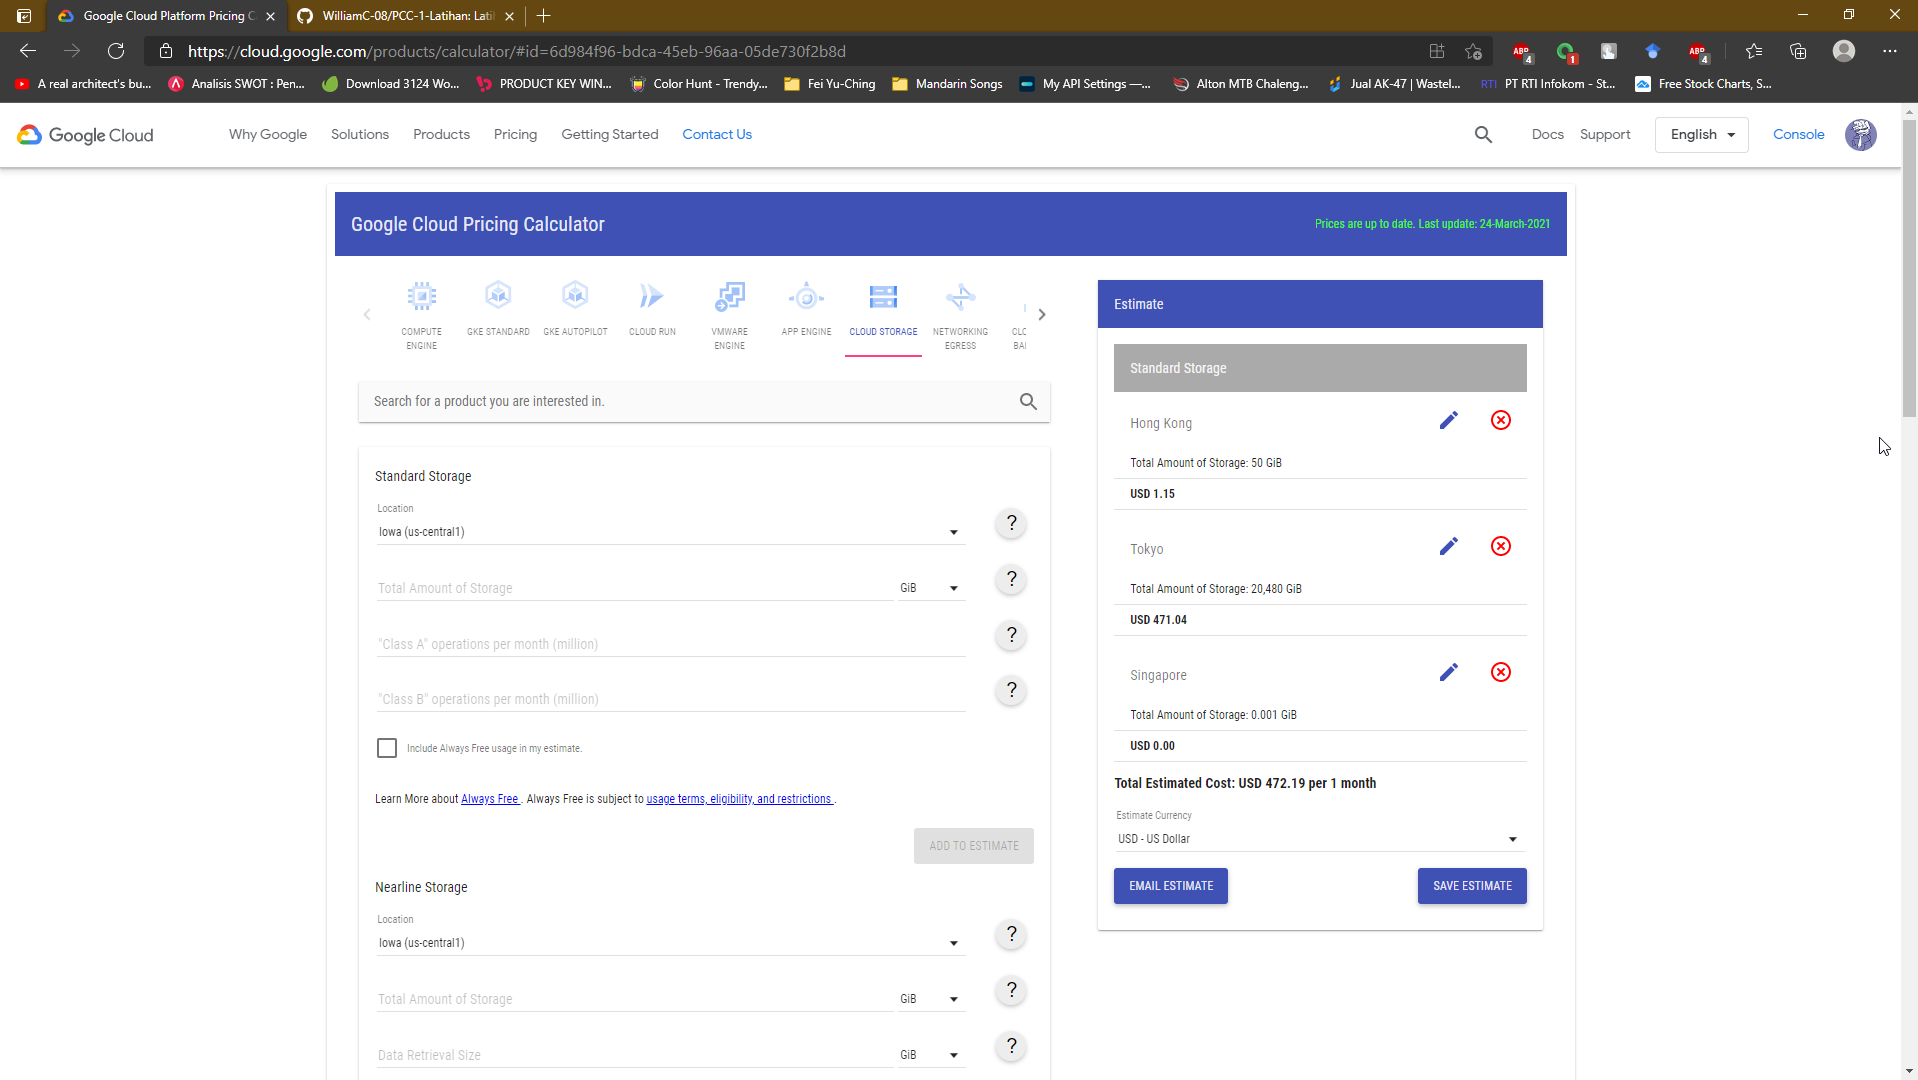 Google Cloud Platform Pricing C
WilliamC-08/PCC-1-Latihan: Lati
https://cloud.google.com/products/calculator/#id=6d984f96-bdca-45eb-96aa-05de730f2b8d
ABP 4
1
ABP 4
A real architect's bu...
Analisis SWOT : Pen...
Download 3124 Wo...
PRODUCT KEY WIN...
Color Hunt - Trendy...
Fei Yu-Ching
Mandarin Songs
My API Settings —...
Alton MTB Chaleng...
Jual AK-47 | Wastel...
RTI PT RTI Infokom - St...
Free Stock Charts, S...
Google Cloud
Why Google
Solutions
Products
Pricing
Getting Started
Contact Us
Docs
Support
English
Console
Google Cloud Pricing Calculator
Prices are up to date. Last update: 24-March-2021
COMPUTE
ENGINE
GKE STANDARD
GKE AUTOPILOT
CLOUD RUN
VMWARE
ENGINE
APP ENGINE
CLOUD STORAGE
NETWORKING
EGRESS
CLC
BAI
Search for a product you are interested in.
Standard Storage
Location
Iowa (us-central1)
?
Total Amount of Storage
GiB
?
"Class A" operations per month (million)
?
"Class B" operations per month (million)
?
Include Always Free usage in my estimate.
Learn More about Always Free . Always Free is subject to usage terms, eligibility, and restrictions .
ADD TO ESTIMATE
Nearline Storage
Location
Iowa (us-central1)
?
Total Amount of Storage
GiB
?
Data Retrieval Size
GiB
?
Estimate
Standard Storage
Hong Kong
Total Amount of Storage: 50 GiB
USD 1.15
Tokyo
Total Amount of Storage: 20,480 GiB
USD 471.04
Singapore
Total Amount of Storage: 0.001 GiB
USD 0.00
Total Estimated Cost: USD 472.19 per 1 month
Estimate Currency
USD - US Dollar
EMAIL ESTIMATE
SAVE ESTIMATE